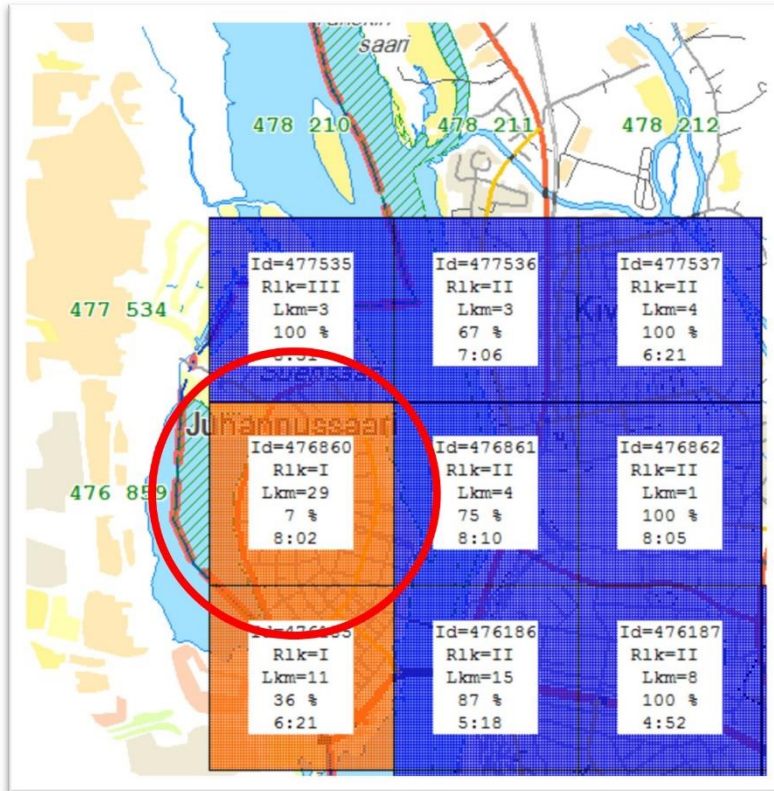 saari
478 210
478 211
478 212
477 534
Id=477535
Rlk=III
Lkm=3
100 %
Id=477536
Rlk=II
Lkm=3
67 %
7:06
Id=477537
Rlk=II
Lkm=4
100 %
6:21
Kiv
Suensaari
Juhannussaari
476 859
Id=476860
Rlk=I
Lkm=29
7 %
8:02
Id=476861
Rlk=II
Lkm=4
75 %
8:10
Id=476862
Rlk=II
Lkm=1
100 %
8:05
Rlk=I
Lkm=11
36 %
6:21
Id=476186
Rlk=II
Lkm=15
87 %
5:18
Id=476187
Rlk=II
Lkm=8
100 %
4:52